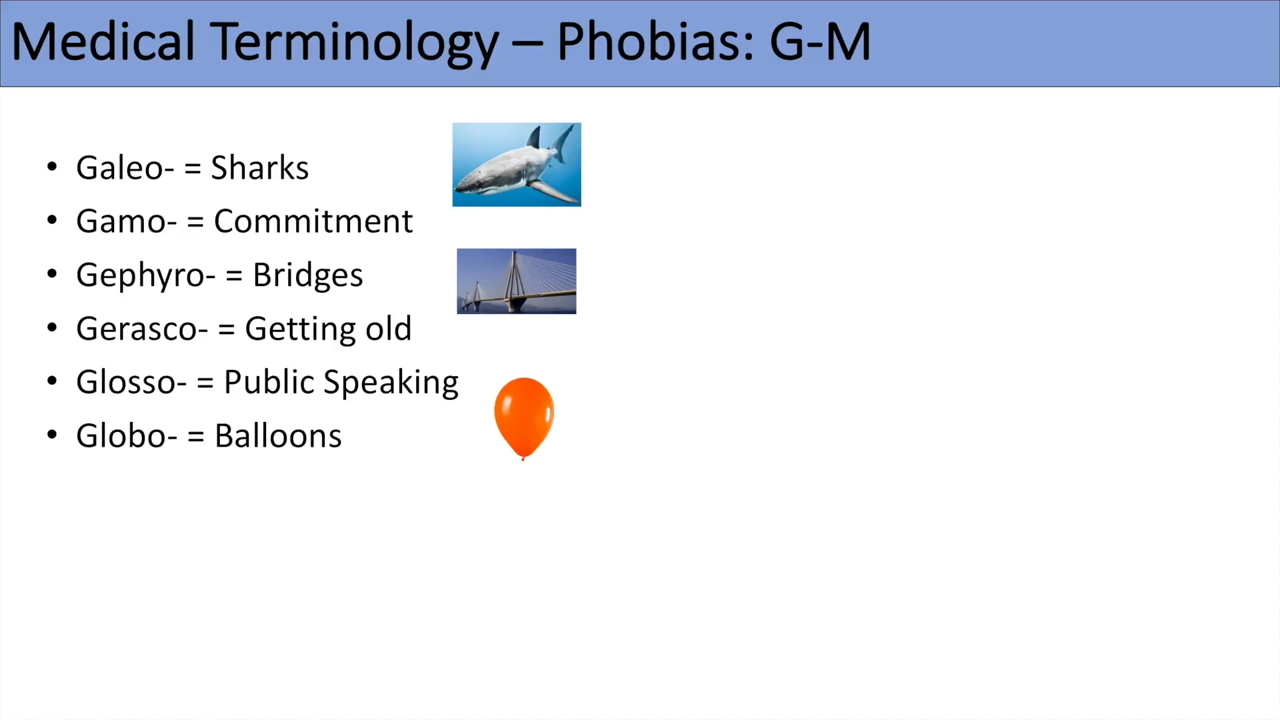 Medical Terminology – Phobias: G-M
• Galeo- = Sharks
• Gamo- = Commitment
• Gephyro- = Bridges
• Gerasco- = Getting old
• Glosso- = Public Speaking
• Globo- = Balloons